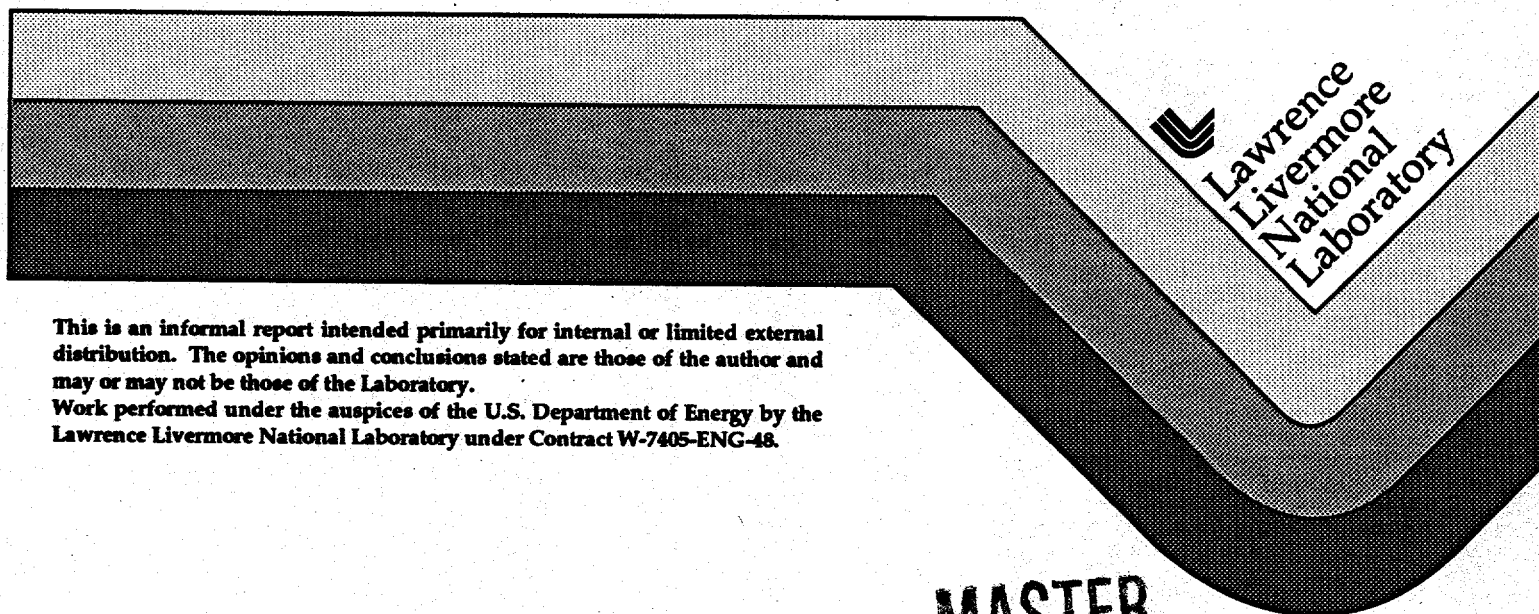 Lawrence
Livermore
National
Laboratory
This is an informal report intended primarily for internal or limited external
distribution. The opinions and conclusions stated are those of the author and
may or may not be those of the Laboratory.
Work performed under the auspices of the U.S. Department of Energy by the
Lawrence Livermore National Laboratory under Contract W-7405-ENG-48.
MASTER